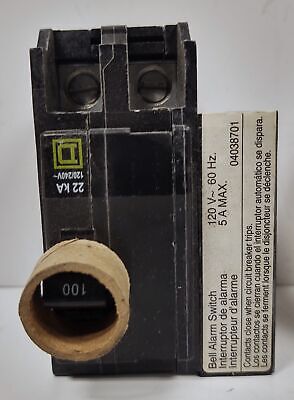 22 kA
120/240V~
D
100
Bell Alarm Switch
Interruptor de alarma
Interrupteur d'alarme
120 V~ 60 Hz.
5 A MAX.
04038701
Contacts close when circuit breaker trips.
Los contactos se cierran cuando el interruptor automático se dispara.
Les contacts se ferment lorsque le disjoncteur se déclenche.